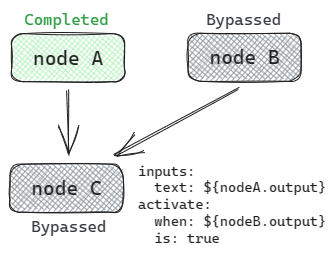 Completed
Bypassed
node A
node B
node C
Bypassed
inputs:
  text: ${nodeA.output}
activate:
  when: ${nodeB.output}
  is: true